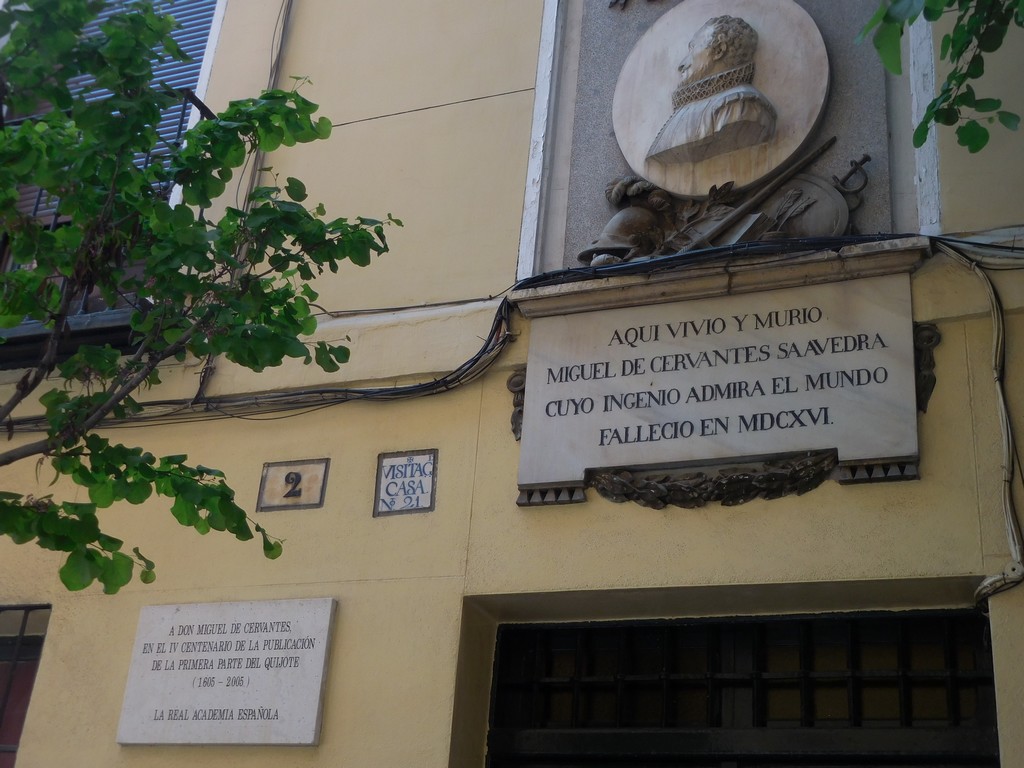 AQUI VIVIO Y MURIO
MIGUEL DE CERVANTES SAAVEDRA
CUYO INGENIO ADMIRA EL MUNDO
FALLECIO EN MDCXVI.
2
VISITAC
CASA
Nº 21
A DON MIGUEL DE CERVANTES,
EN EL IV CENTENARIO DE LA PUBLICACIÓN
DE LA PRIMERA PARTE DEL QUIJOTE
( 1605 – 2005 )
LA REAL ACADEMIA ESPAÑOLA